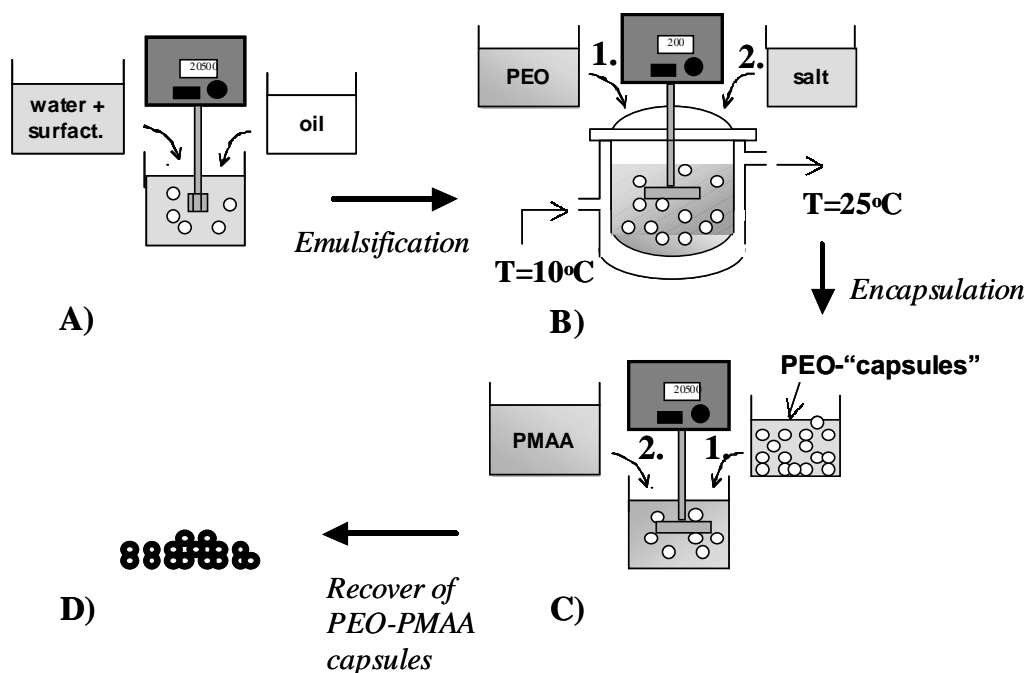 20500
water +
surfact.
oil
Emulsification
A)
200
PEO
1.
2.
salt
T=10°C
T=25°C
B)
Encapsulation
PEO-“capsules”
20500
PMAA
2.
1.
C)
Recover of
PEO-PMAA
capsules
D)